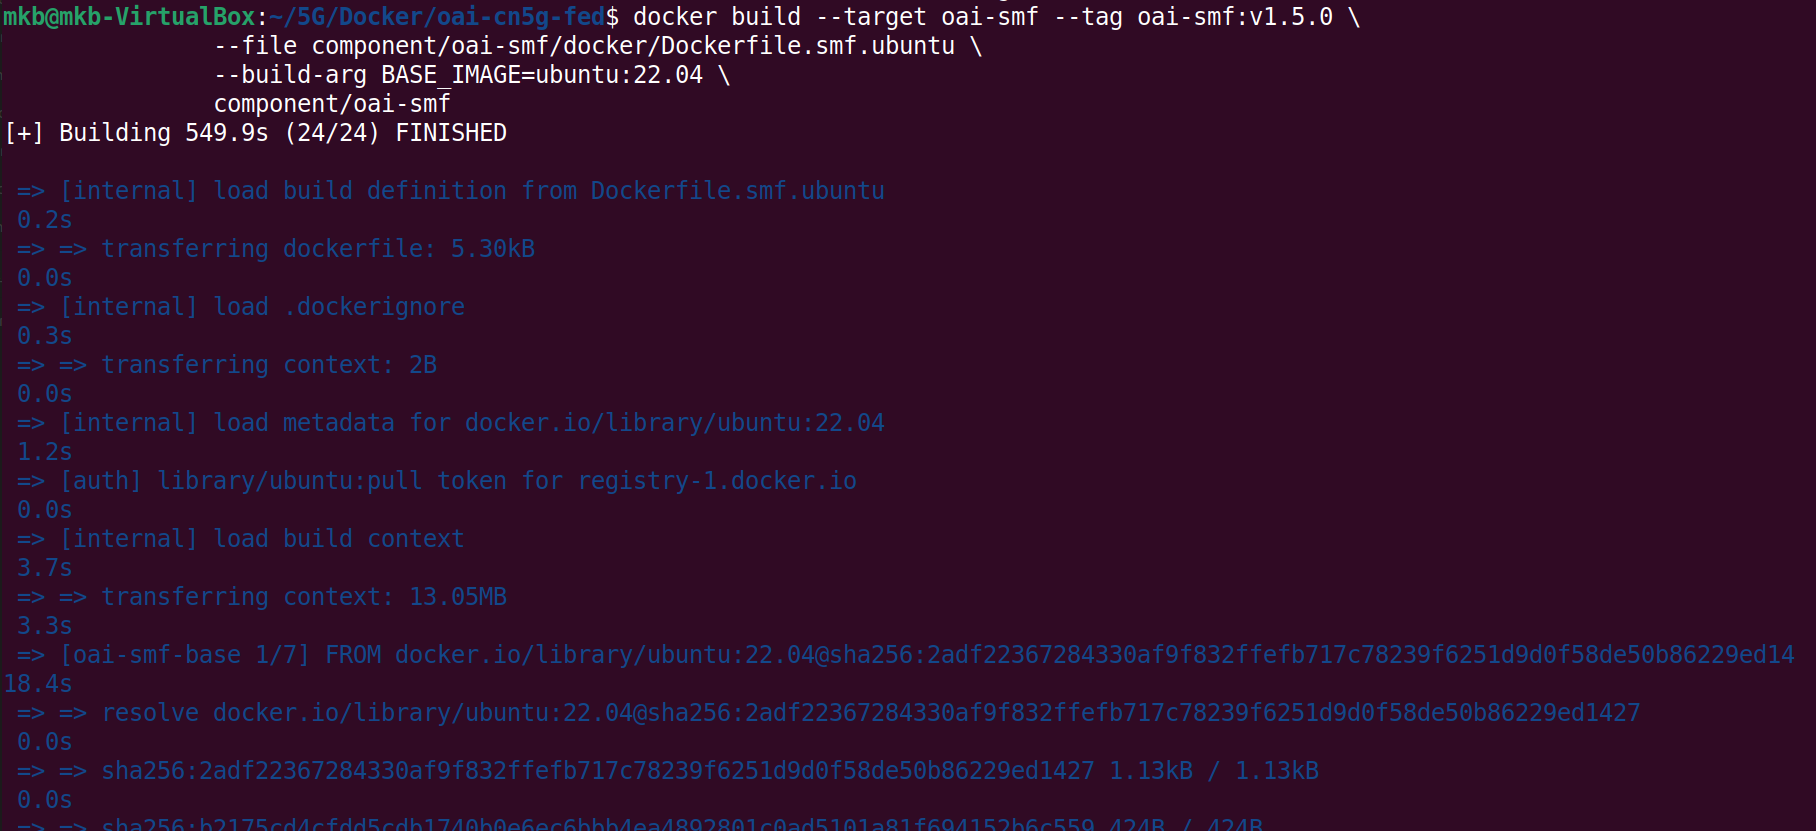 mkb@mkb-VirtualBox:~/5G/Docker/oai-cn5g-fed$ docker build --target oai-smf --tag oai-smf:v1.5.0 \
--file component/oai-smf/docker/Dockerfile.smf.ubuntu \
--build-arg BASE_IMAGE=ubuntu:22.04 \
component/oai-smf
[+] Building 549.9s (24/24) FINISHED
=> [internal] load build definition from Dockerfile.smf.ubuntu
0.2s
=> => transferring dockerfile: 5.30kB
0.0s
=> [internal] load .dockerignore
0.3s
=> => transferring context: 2B
0.0s
=> [internal] load metadata for docker.io/library/ubuntu:22.04
1.2s
=> [auth] library/ubuntu:pull token for registry-1.docker.io
0.0s
=> [internal] load build context
3.7s
=> => transferring context: 13.05MB
3.3s
=> [oai-smf-base 1/7] FROM docker.io/library/ubuntu:22.04@sha256:2adf22367284330af9f832ffefb717c78239f6251d9d0f58de50b86229ed14
18.4s
=> => resolve docker.io/library/ubuntu:22.04@sha256:2adf22367284330af9f832ffefb717c78239f6251d9d0f58de50b86229ed1427
0.0s
=> => sha256:2adf22367284330af9f832ffefb717c78239f6251d9d0f58de50b86229ed1427 1.13kB / 1.13kB
0.0s
=> => sha256:b2175cd4cfdd5cdb1740b0e6ec6bbb4ea4892801c0ad5101a81f694152b6c559 424B / 424B